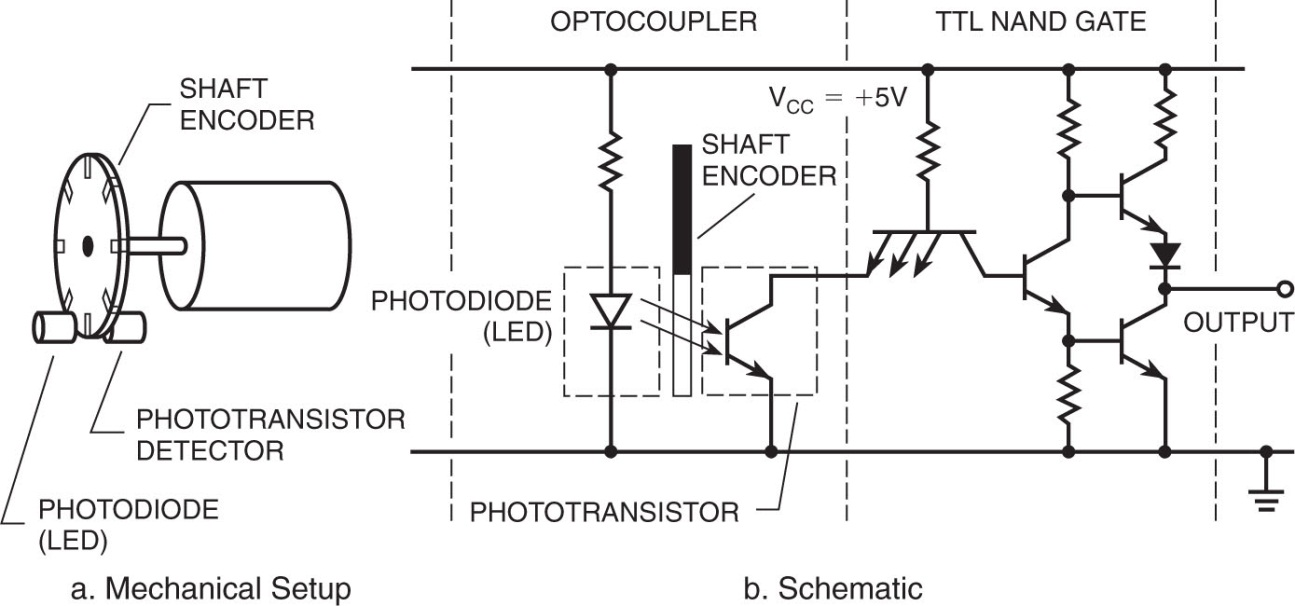 OPTOCOUPLER
TTL NAND GATE
SHAFT
ENCODER
V_CC = +5V
SHAFT
ENCODER
PHOTODIODE
(LED)
OUTPUT
PHOTOTRANSISTOR
DETECTOR
PHOTODIODE
(LED)
PHOTOTRANSISTOR
a. Mechanical Setup
b. Schematic